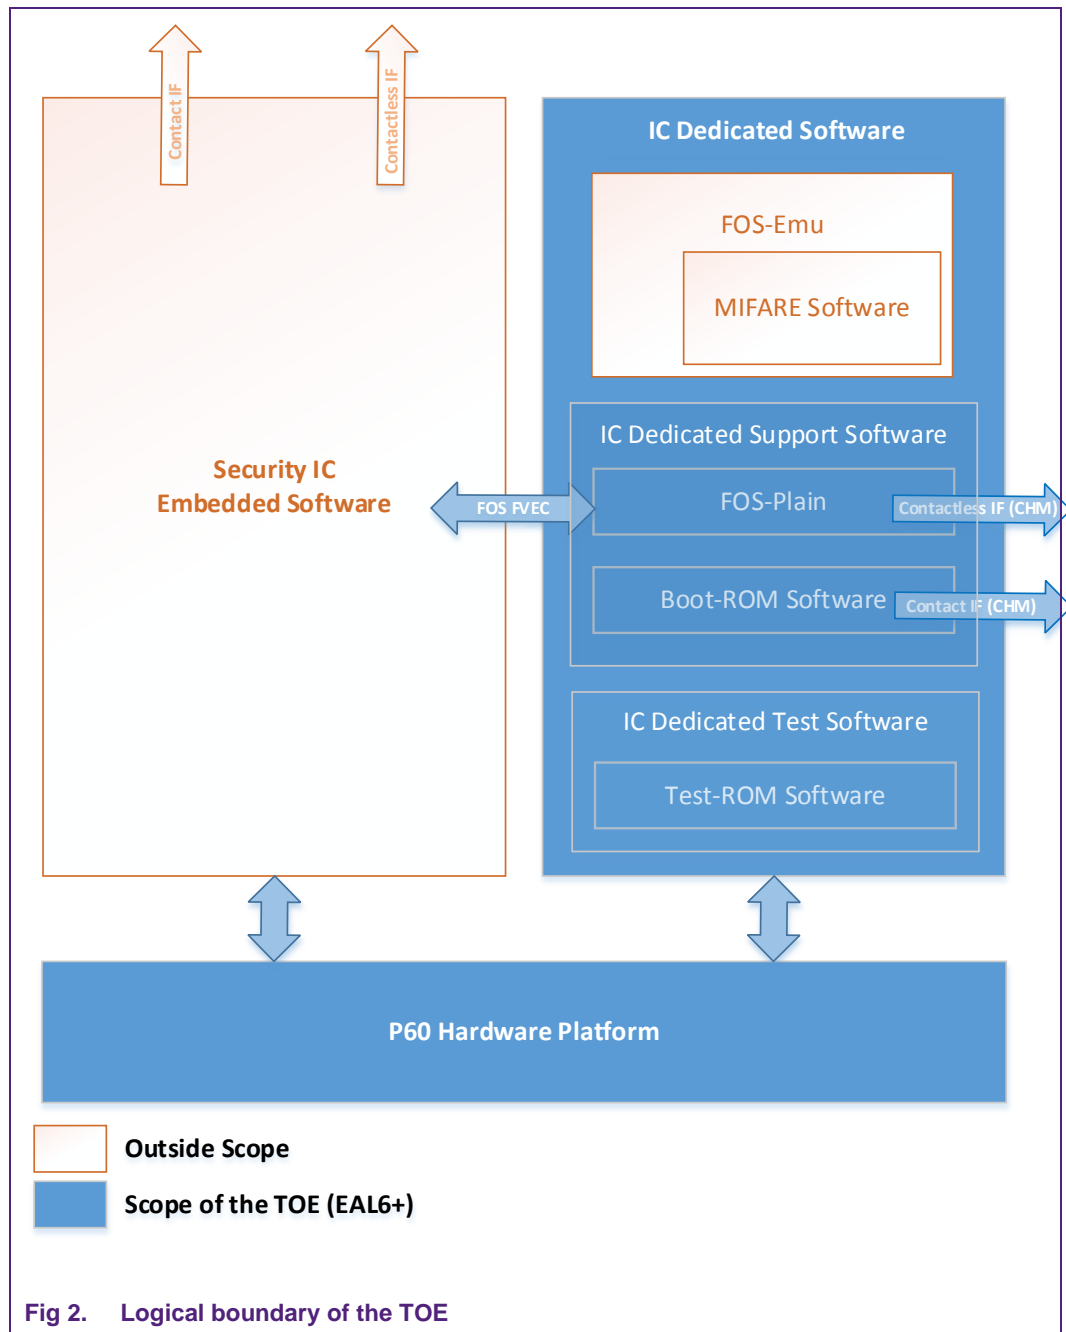 Contact IF
Contactless IF
IC Dedicated Software
FOS-Emu
MIFARE Software
IC Dedicated Support Software
Security IC
Embedded Software
FOS FVEC
FOS-Plain
Contactless IF (CHM)
Boot-ROM Software
Contact IF (CHM)
IC Dedicated Test Software
Test-ROM Software
P60 Hardware Platform
Outside Scope
Scope of the TOE (EAL6+)
Fig 2. Logical boundary of the TOE